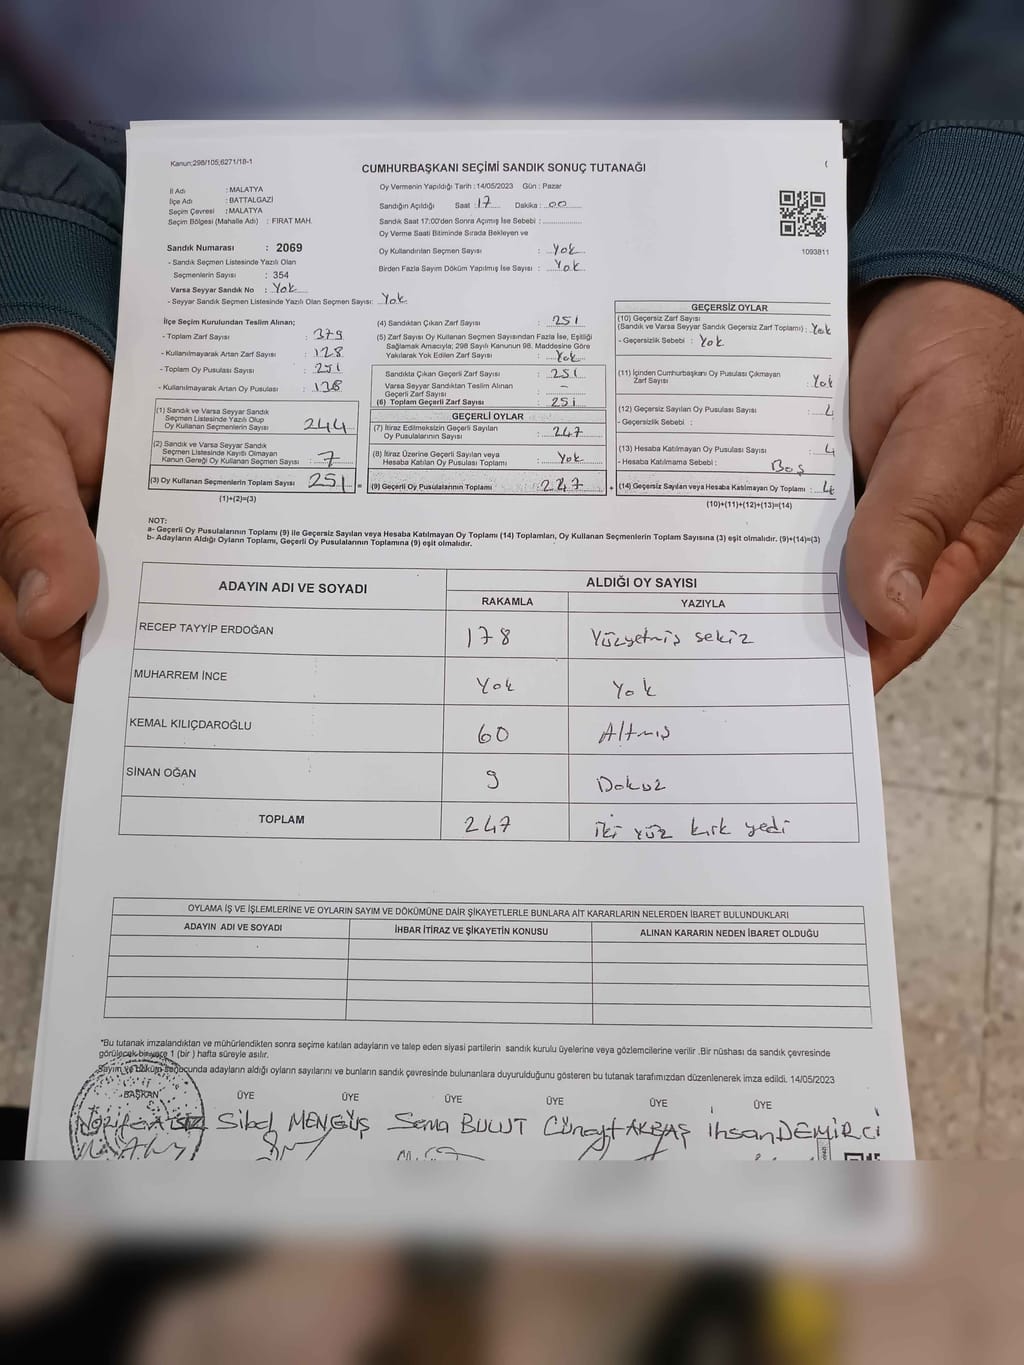 Kanun:298/105,6271/18-1
CUMHURBAŞKANI SEÇİMİ SANDIK SONUÇ TUTANAĞI
İl Adı : MALATYA
İlçe Adı : BATTALGAZİ
Seçim Çevresi : MALATYA
Seçim Bölgesi (Mahalle Adı) : FIRAT MAH.
Oy Vermenin Yapıldığı Tarih : 14/05/2023 Gün : Pazar
Sandığın Açıldığı Saat : 17 Dakika : 00
Sandık Saat 17:00'den Sonra Açımış İse Sebebi :
Oy Verme Saati Bitiminde Sırada Bekleyen ve
Oy Kullandırılan Seçmen Sayısı : Yok
Birden Fazla Sayım Döküm Yapılmış İse Sayısı : Yok
1093811
Sandık Numarası : 2069
- Sandık Seçmen Listesinde Yazılı Olan
Seçmenlerin Sayısı : 354
Varsa Seyyar Sandık No : Yok
- Seyyar Sandık Seçmen Listesinde Yazılı Olan Seçmen Sayısı: Yok
İlçe Seçim Kurulundan Teslim Alınan;
- Toplam Zarf Sayısı : 379
- Kullanılmayarak Artan Zarf Sayısı : 128
- Toplam Oy Pusulası Sayısı : 251
- Kullanılmayarak Artan Oy Pusulası : 128
(1) Sandık ve Varsa Seyyar Sandık
Seçmen Listesinde Yazılı Olup
Oy Kullanan Seçmenlerin Sayısı 244
(2) Sandık ve Varsa Seyyar Sandık
Seçmen Listesinde Kayıtlı Olmayan
Kanun Gereği Oy Kullanan Seçmen Sayısı : 7
(3) Oy Kullanan Seçmenlerin Toplam Sayısı 251 =
(1)+(2)=(3)
(4) Sandıktan Çıkan Zarf Sayısı : 251
(5) Zarf Sayısı Oy Kullanan Seçmen Sayısından Fazla İse, Eşitliği
Sağlamak Amacıyla; 298 Sayılı Kanunun 98. Maddesine Göre
Yakılarak Yok Edilen Zarf Sayısı : Yok
Sandıkta Çıkan Geçerli Zarf Sayısı : 251
Varsa Seyyar Sandıktan Teslim Alınan
Geçerli Zarf Sayısı : -
(6) Toplam Geçerli Zarf Sayısı : 251
GEÇERLİ OYLAR
(7) İtiraz Edilmeksizin Geçerli Sayılan
Oy Pusulalarının Sayısı : 247
(8) İtiraz Üzerine Geçerli Sayılan veya
Hesaba Katılan Oy Pusulası Toplamı : Yok
(9) Geçerli Oy Pusulalarının Toplamı : 247 +
GEÇERSİZ OYLAR
(10) Geçersiz Zarf Sayısı
(Sandık ve Varsa Seyyar Sandık Geçersiz Zarf Toplamı) : Yok
- Geçersizlik Sebebi : Yok
(11) İçinden Cumhurbaşkanı Oy Pusulası Çıkmayan
Zarf Sayısı : Yok
(12) Geçersiz Sayılan Oy Pusulası Sayısı : 4
- Geçersizlik Sebebi :
(13) Hesaba Katılmayan Oy Pusulası Sayısı : 4
- Hesaba Katılmama Sebebi : Boş
(14) Geçersiz Sayılan veya Hesaba Katılmayan Oy Toplamı : 4
(10)+(11)+(12)+(13)=(14)
NOT:
a- Geçerli Oy Pusulalarının Toplamı (9) ile Geçersiz Sayılan veya Hesaba Katılmayan Oy Toplamı (14) Toplamları, Oy Kullanan Seçmenlerin Toplam Sayısına (3) eşit olmalıdır. (9)+(14)=(3)
b- Adayların Aldığı Oyların Toplamı, Geçerli Oy Pusulalarının Toplamına (9) eşit olmalıdır.
ADAYIN ADI VE SOYADI ALDIĞI OY SAYISI
RAKAMLA YAZIYLA
RECEP TAYYİP ERDOĞAN 178 Yüzyetmiş sekiz
MUHARREM İNCE Yok Yok
KEMAL KILIÇDAROĞLU 60 Altmış
SİNAN OĞAN 9 Dokuz
TOPLAM 247 iki yüz kırk yedi
OYLAMA İŞ VE İŞLEMLERİNE VE OYLARIN SAYIM VE DÖKÜMÜNE DAİR ŞİKAYETLERLE BUNLARA AİT KARARLARIN NELERDEN İBARET BULUNDUKLARI
ADAYIN ADI VE SOYADI İHBAR İTİRAZ VE ŞİKAYETİN KONUSU ALINAN KARARIN NEDEN İBARET OLDUĞU
"Bu tutanak imzalandıktan ve mühürlendikten sonra seçime katılan adayların ve talep eden siyasi partilerin sandık kurulu üyelerine veya gözlemcilerine verilir .Bir nüshası da sandık çevresinde
görülecek bir yere 1 (bir ) hafta süreyle asılır.
Sayım ve döküm sonucunda adayların aldığı oyların sayılarını ve bunların sandık çevresinde bulunanlara duyurulduğunu gösteren bu tutanak tarafımızdan düzenlenerek imza edildi. 14/05/2023
BAŞKAN ÜYE ÜYE ÜYE ÜYE ÜYE
Sibel MENGÜŞ Sema BULUT Cüneyt AKBAŞ İhsan DEMİRCİ